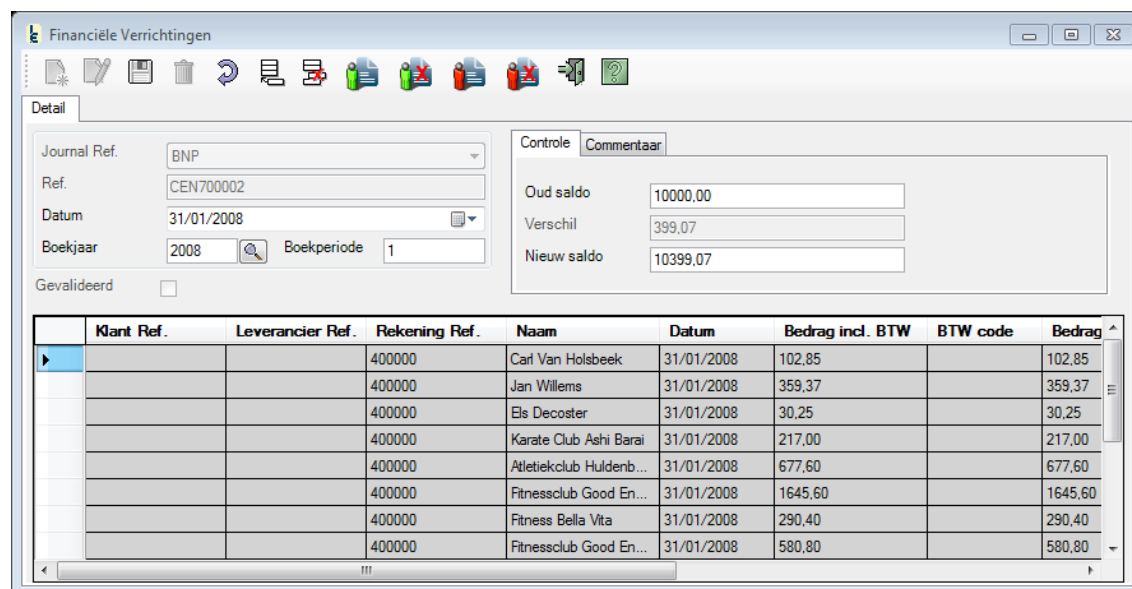 Financiële Verrichtingen
Detail
Journal Ref. BNP
Ref. CEN700002
Datum 31/01/2008
Boekjaar 2008 Boekperiode 1
Gevalideerd
Controle Commentaar
Oud saldo 10000,00
Verschil 399,07
Nieuw saldo 10399,07
Klant Ref. Leverancier Ref. Rekening Ref. Naam Datum Bedrag incl. BTW BTW code Bedrag
400000 Carl Van Holsbeek 31/01/2008 102,85 102,85
400000 Jan Willems 31/01/2008 359,37 359,37
400000 Els Decoster 31/01/2008 30,25 30,25
400000 Karate Club Ashi Barai 31/01/2008 217,00 217,00
400000 Atletiekclub Huldenb... 31/01/2008 677,60 677,60
400000 Fitnessclub Good En... 31/01/2008 1645,60 1645,60
400000 Fitness Bella Vita 31/01/2008 290,40 290,40
400000 Fitnessclub Good En... 31/01/2008 580,80 580,80